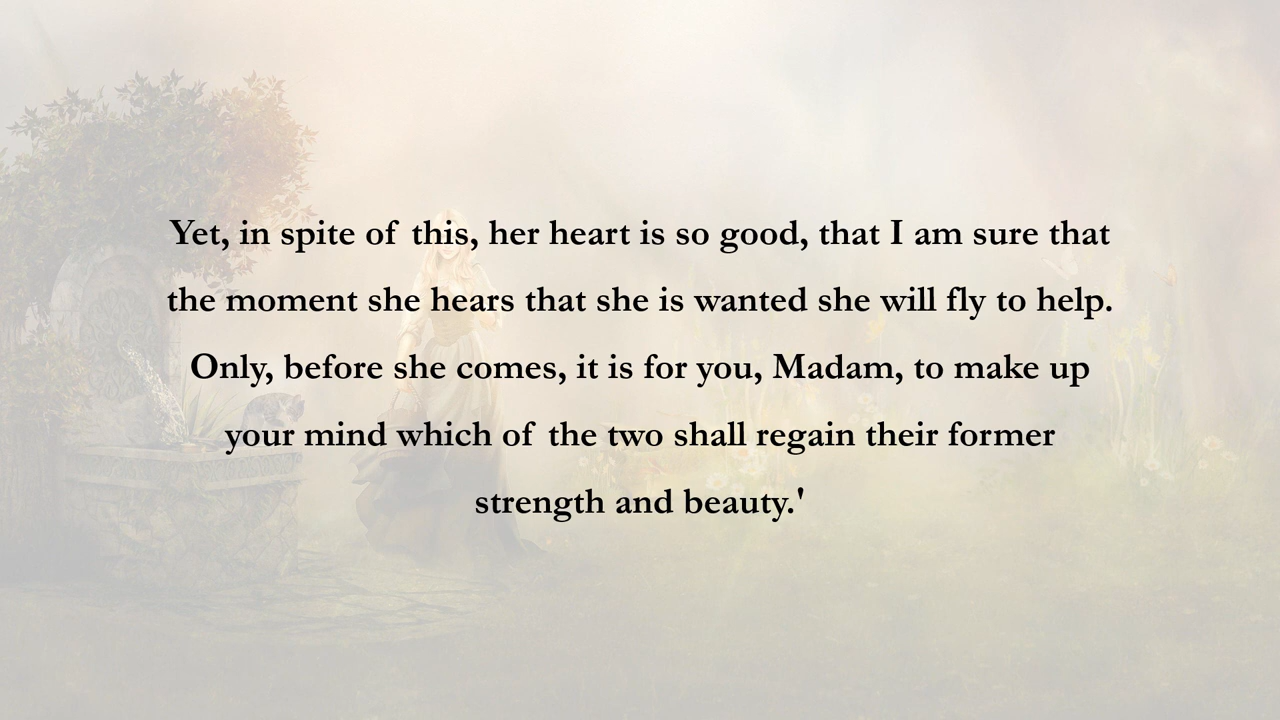 Yet, in spite of this, her heart is so good, that I am sure that
the moment she hears that she is wanted she will fly to help.
Only, before she comes, it is for you, Madam, to make up
your mind which of the two shall regain their former
strength and beauty.'